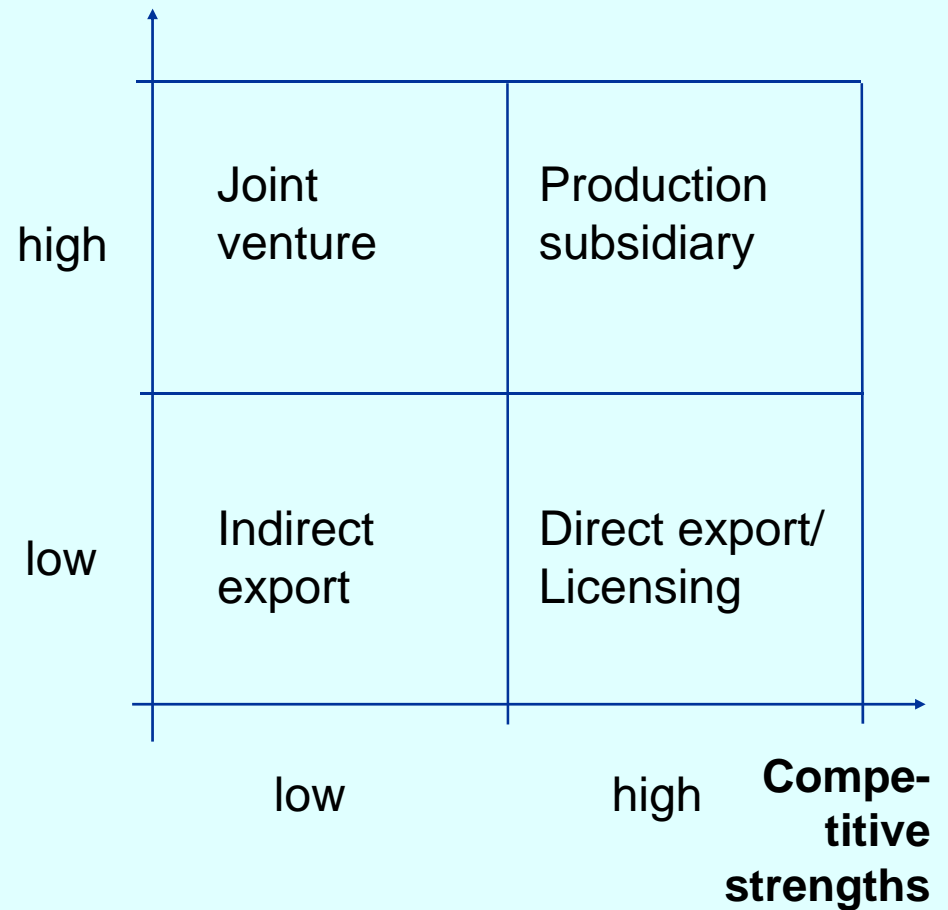 Joint
venture
Production
subsidiary
high
Indirect
export
Direct export/
Licensing
low
low
high
Compe-
titive
strengths